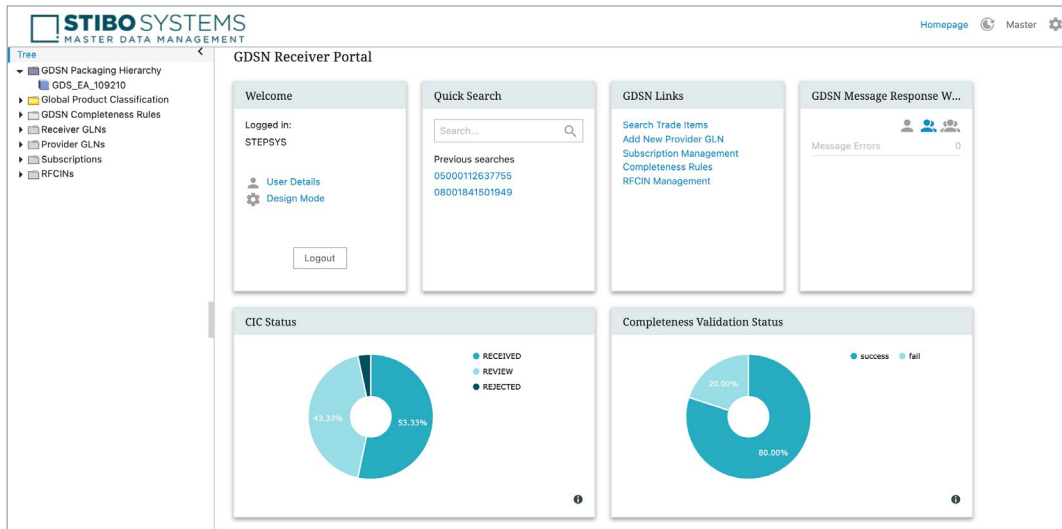 STIBO SYSTEMS
MASTER DATA MANAGEMENT
Homepage
Master
Tree
GDSN Packaging Hierarchy
GDS_EA_109210
Global Product Classification
GDSN Completeness Rules
Receiver GLNs
Provider GLNs
Subscriptions
RFCINs
GDSN Receiver Portal
Welcome
Logged in:
STEPSYS
User Details
Design Mode
Logout
Quick Search
Search...
Previous searches
05000112637755
08001841501949
GDSN Links
Search Trade Items
Add New Provider GLN
Subscription Management
Completeness Rules
RFCIN Management
GDSN Message Response W...
Message Errors 0
CIC Status
RECEIVED
REVIEW
REJECTED
43.33%
53.33%
Completeness Validation Status
success fail
20.00%
80.00%